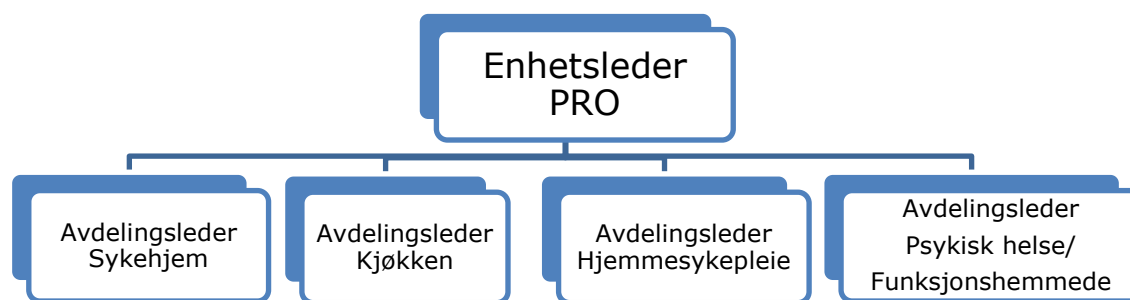 Enhetsleder
PRO
Avdelingsleder
Sykehjem
Avdelingsleder
Kjøkken
Avdelingsleder
Hjemmesykepleie
Avdelingsleder
Psykisk helse/
Funksjonshemmede